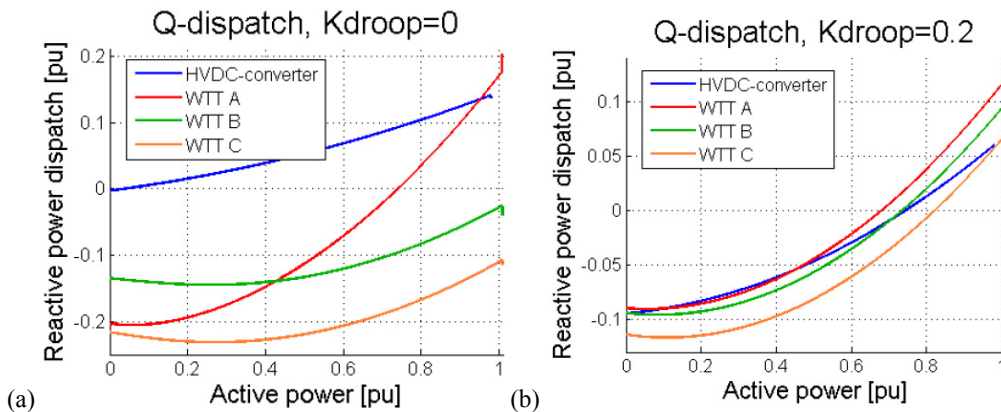 Q-dispatch, Kdroop=0
Reactive power dispatch [pu]
0.2
0.1
0
-0.1
-0.2
HVDC-converter
WTT A
WTT B
WTT C
0
0.2
0.4
0.6
0.8
1
Active power [pu]
(a)
Q-dispatch, Kdroop=0.2
Reactive power dispatch [pu]
0.1
0.05
0
-0.05
-0.1
HVDC-converter
WTT A
WTT B
WTT C
0
0.2
0.4
0.6
0.8
1
Active power [pu]
(b)